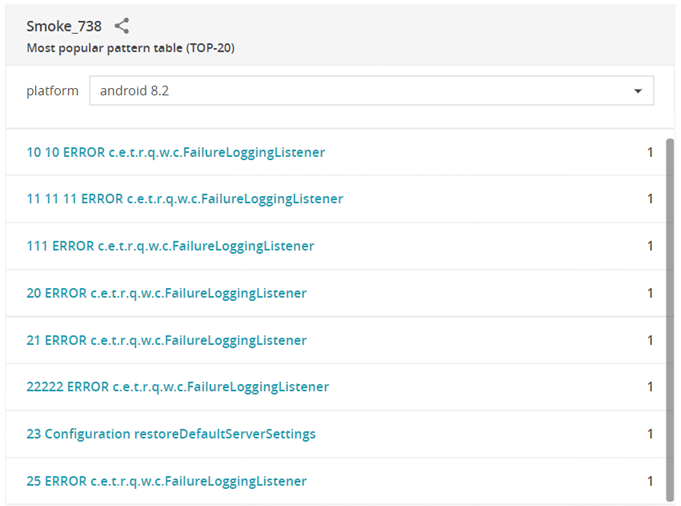 Smoke_738
Most popular pattern table (TOP-20)
platform android 8.2
10 10 ERROR c.e.t.r.q.w.c.FailureLoggingListener 1
11 11 11 ERROR c.e.t.r.q.w.c.FailureLoggingListener 1
111 ERROR c.e.t.r.q.w.c.FailureLoggingListener 1
20 ERROR c.e.t.r.q.w.c.FailureLoggingListener 1
21 ERROR c.e.t.r.q.w.c.FailureLoggingListener 1
22222 ERROR c.e.t.r.q.w.c.FailureLoggingListener 1
23 Configuration restoreDefaultServerSettings 1
25 ERROR c.e.t.r.q.w.c.FailureLoggingListener 1